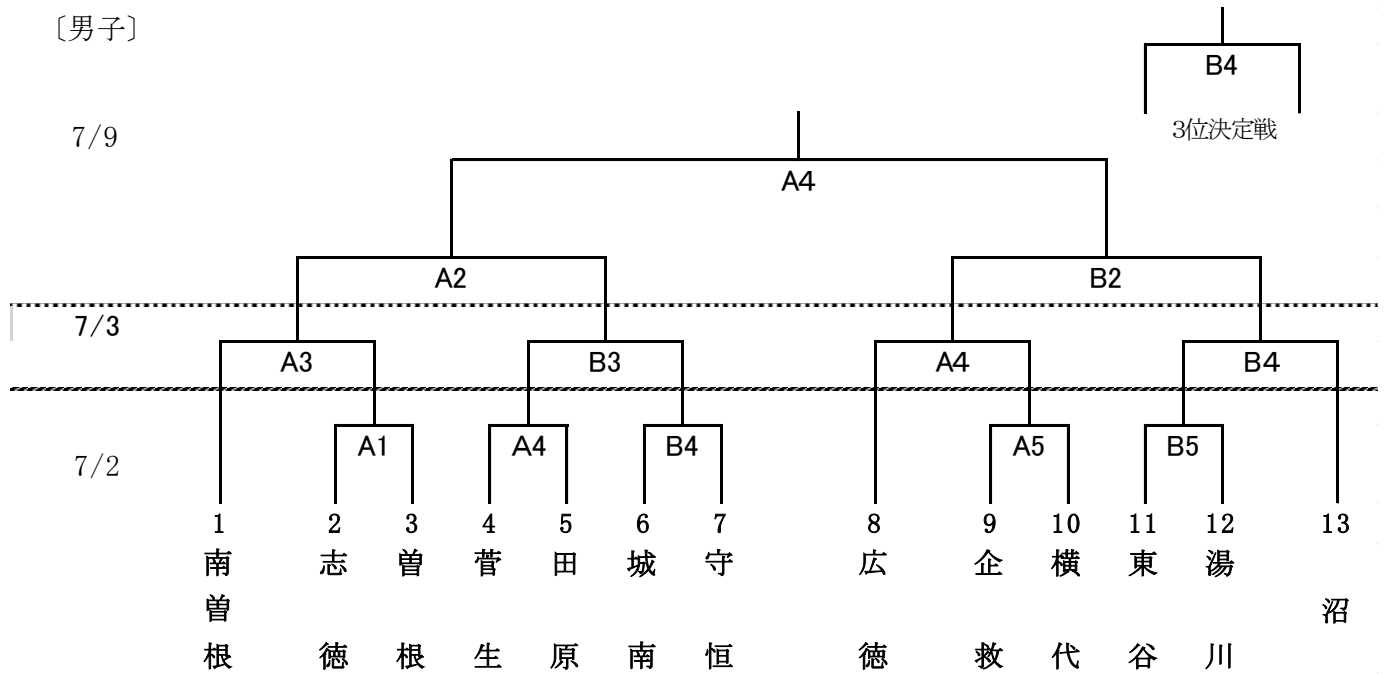 〔男子〕
B4
3位決定戦
7/9
A4
A2 B2
7/3
A3 B3 A4 B4
A1 A4 B4 A5 B5
7/2
1 2 3 4 5 6 7 8 9 10 11 12 13
南曽根 志徳 曽根 菅生 田原 城南 守恒 広徳 企救 横代 東谷 湯川 沼